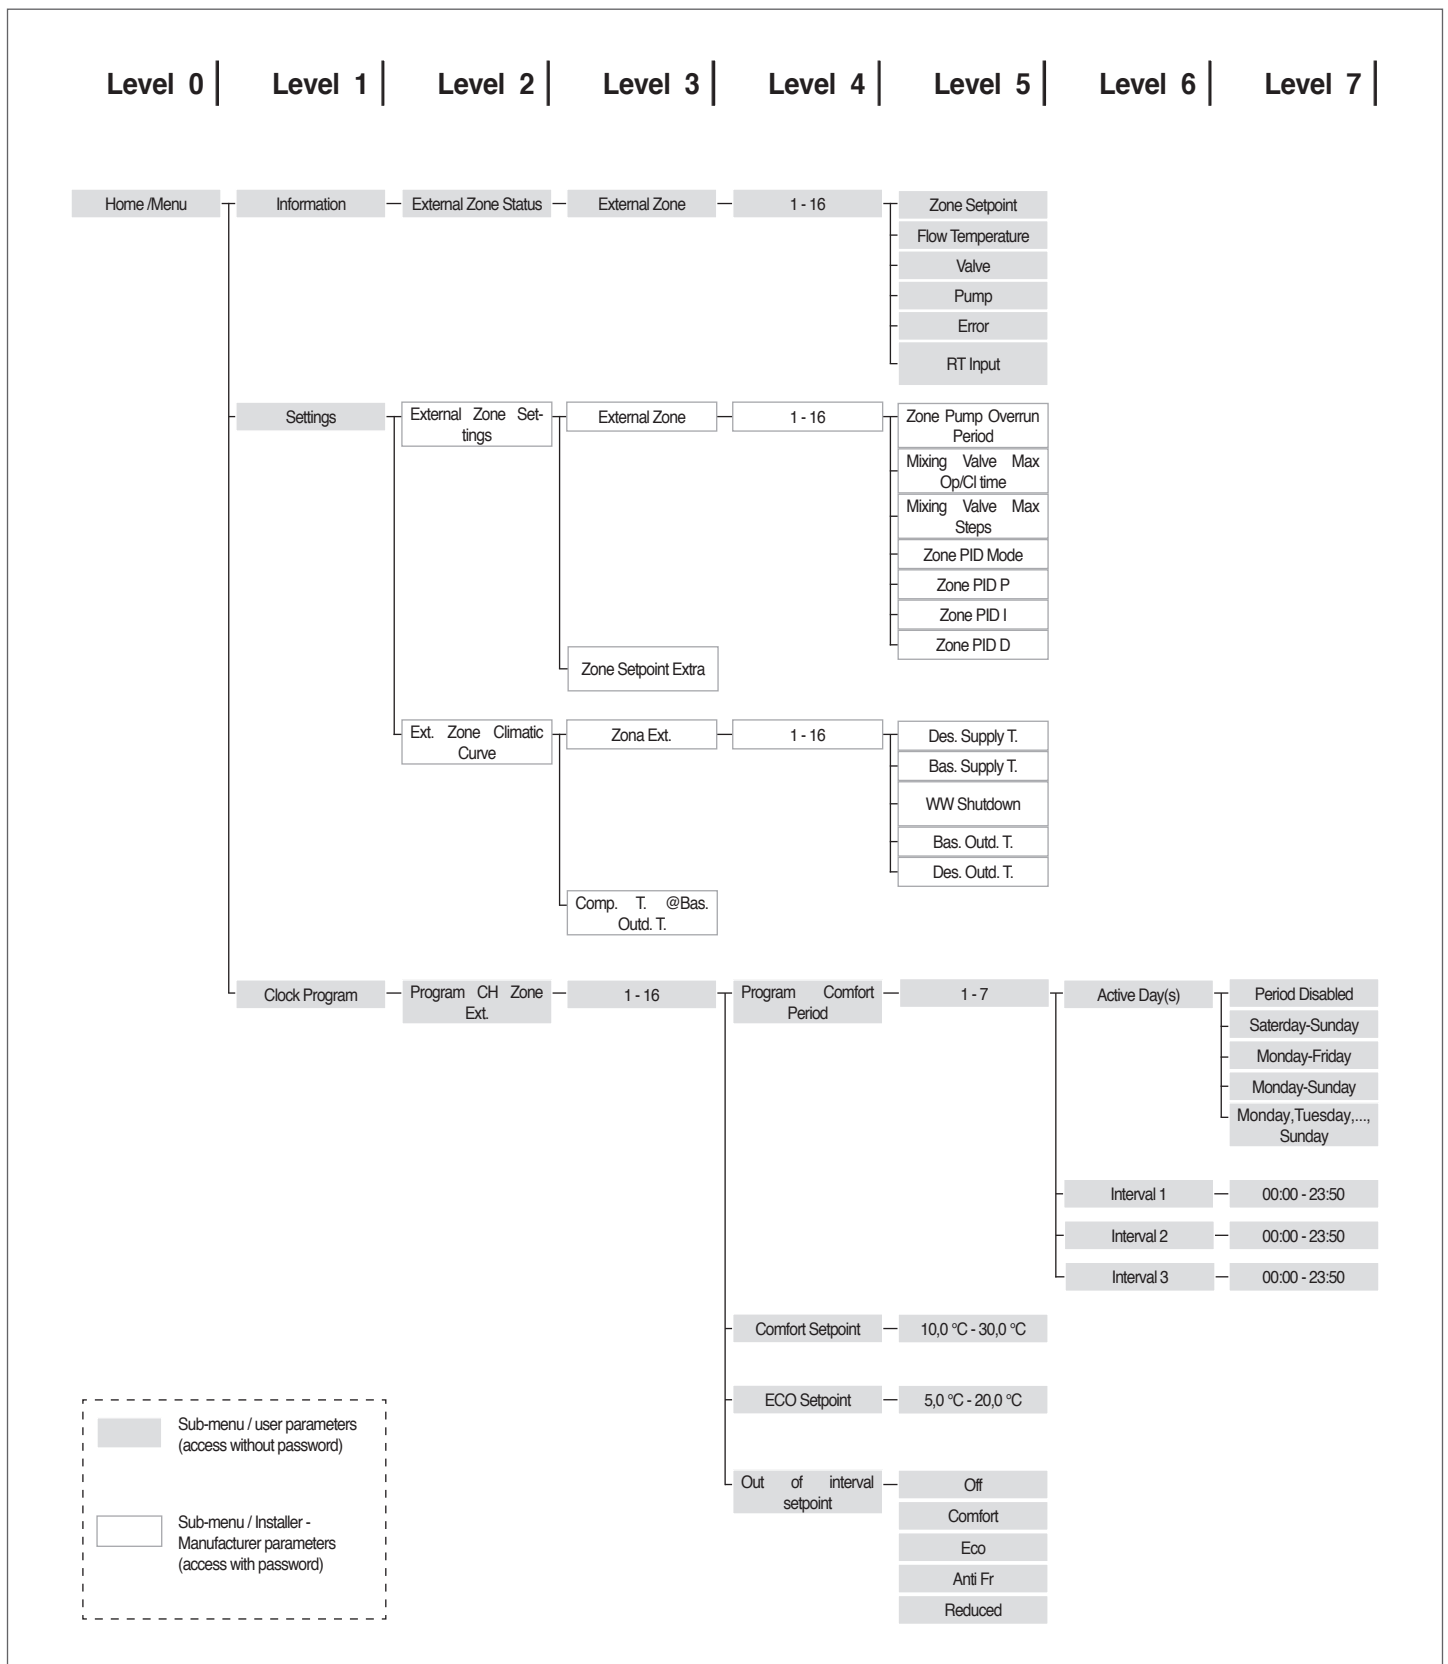 Level 0 Level 1 Level 2 Level 3 Level 4 Level 5 Level 6 Level 7
Home /Menu Information External Zone Status External Zone 1 - 16 Zone Setpoint
Flow Temperature
Valve
Pump
Error
RT Input
Settings External Zone Set-
tings External Zone 1 - 16 Zone Pump Overrun
Period
Mixing Valve Max
Op/Cl time
Mixing Valve Max
Steps
Zone PID Mode
Zone PID P
Zone PID I
Zone PID D
Zone Setpoint Extra
Ext. Zone Climatic
Curve Zona Ext. 1 - 16 Des. Supply T.
Bas. Supply T.
WW Shutdown
Bas. Outd. T.
Des. Outd. T.
Comp. T. @Bas.
Outd. T.
Clock Program Program CH Zone
Ext. 1 - 16 Program Comfort
Period 1 - 7 Active Day(s) Period Disabled
Saterday-Sunday
Monday-Friday
Monday-Sunday
Monday,Tuesday,...,
Sunday
Interval 1 00:00 - 23:50
Interval 2 00:00 - 23:50
Interval 3 00:00 - 23:50
Comfort Setpoint 10,0 °C - 30,0 °C
ECO Setpoint 5,0 °C - 20,0 °C
Out of interval
setpoint Off
Comfort
Eco
Anti Fr
Reduced
Sub-menu / user parameters
(access without password)
Sub-menu / Installer -
Manufacturer parameters
(access with password)